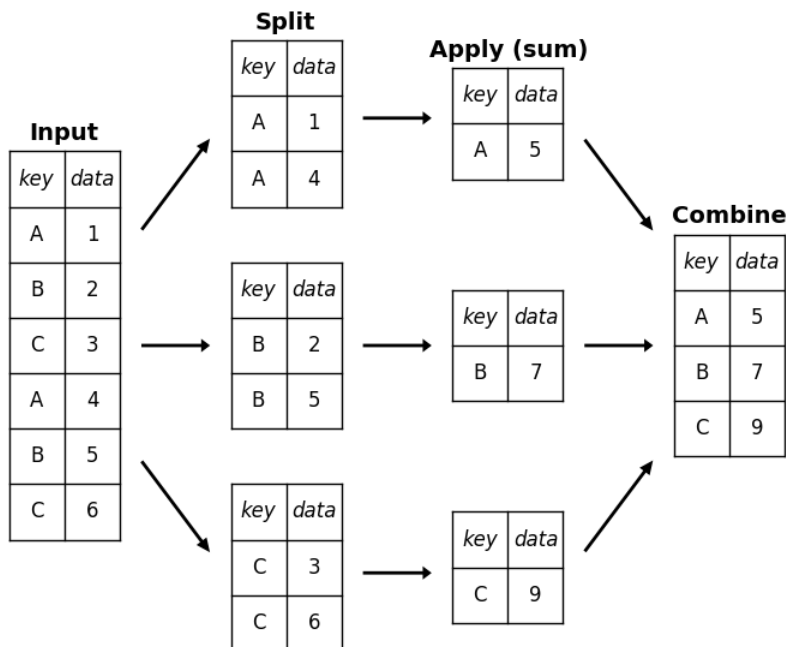 Input
key data
A 1
B 2
C 3
A 4
B 5
C 6
Split
key data
A 1
A 4
key data
B 2
B 5
key data
C 3
C 6
Apply (sum)
key data
A 5
key data
B 7
key data
C 9
Combine
key data
A 5
B 7
C 9